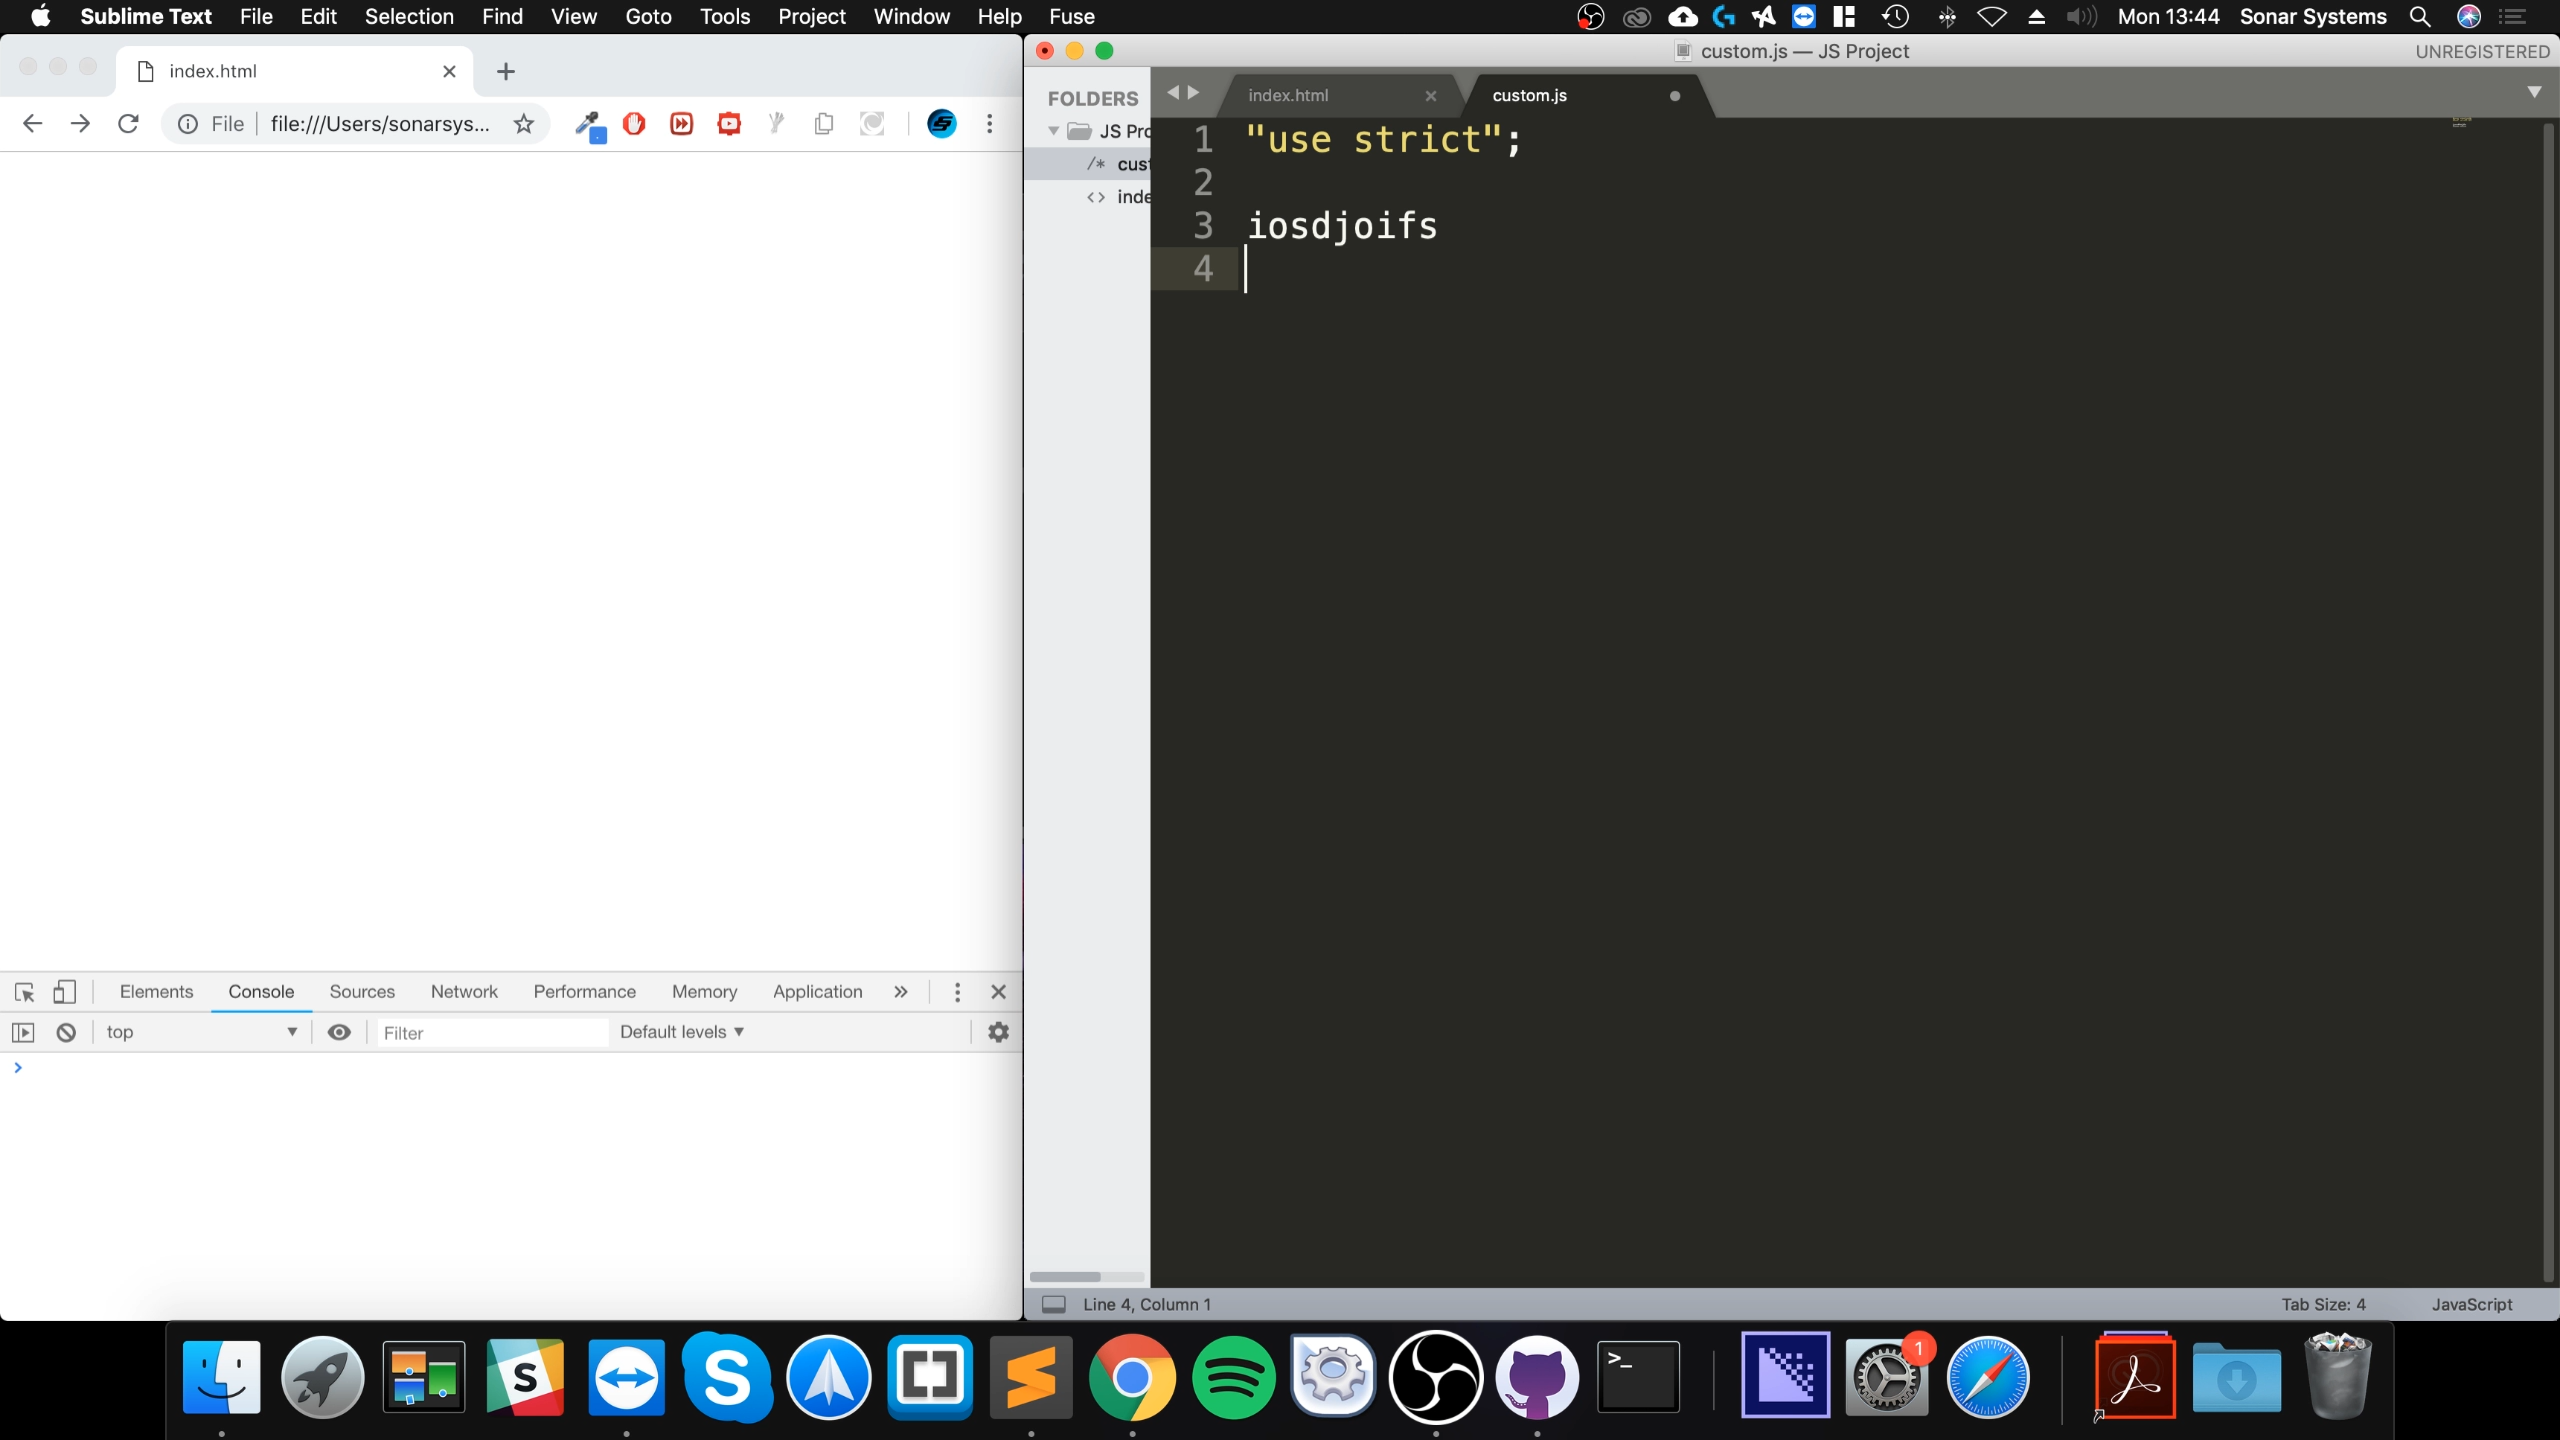 Sublime Text File Edit Selection Find View Goto Tools Project Window Help Fuse
Mon 13:44 Sonar Systems
index.html
File file:///Users/sonarsys...
custom.js — JS Project
UNREGISTERED
FOLDERS
JS Pro
/* cust
<> inde
index.html
custom.js
1 "use strict";
2
3 iosdjoifs
4
Elements Console Sources Network Performance Memory Application »
top Filter Default levels
>
Line 4, Column 1
Tab Size: 4 JavaScript
S
S
>_
1